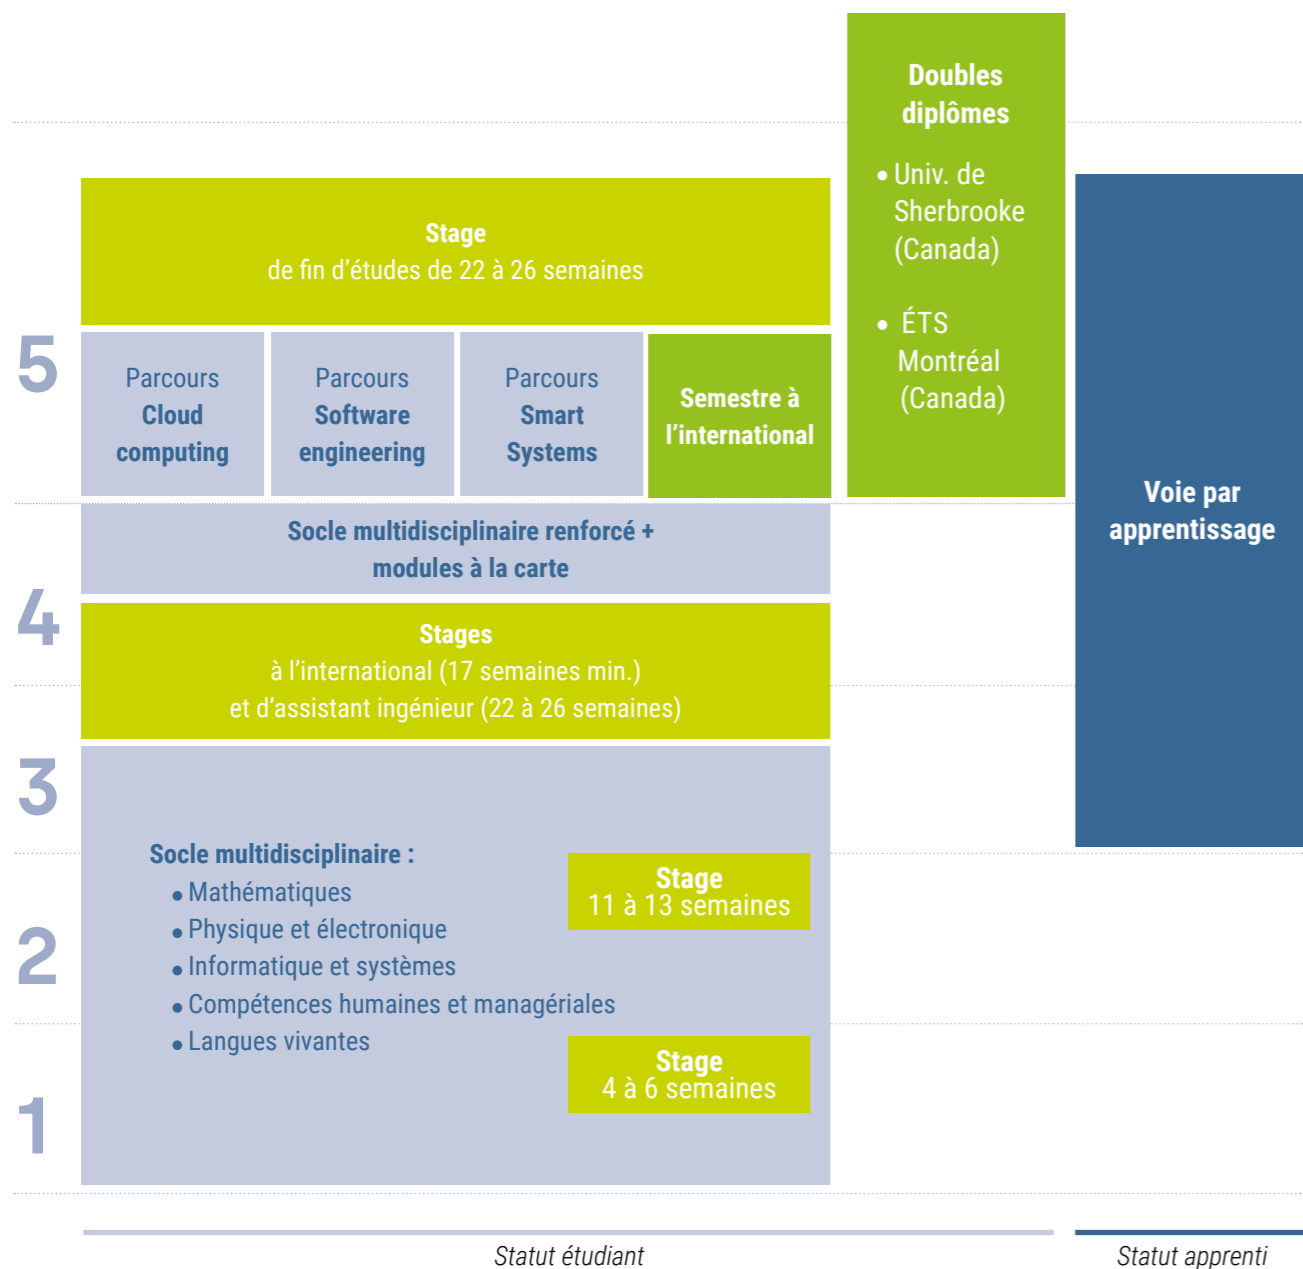 Doubles
diplômes
• Univ. de
Sherbrooke
(Canada)
• ÉTS
Montréal
(Canada)
Stage
de fin d’études de 22 à 26 semaines
5
Parcours
Cloud
computing
Parcours
Software
engineering
Parcours
Smart
Systems
Semestre à
l’international
Voie par
apprentissage
Socle multidisciplinaire renforcé +
modules à la carte
4
Stages
à l’international (17 semaines min.)
et d’assistant ingénieur (22 à 26 semaines)
3
Socle multidisciplinaire :
• Mathématiques
• Physique et électronique
• Informatique et systèmes
• Compétences humaines et managériales
• Langues vivantes
Stage
11 à 13 semaines
2
Stage
4 à 6 semaines
1
Statut étudiant
Statut apprenti